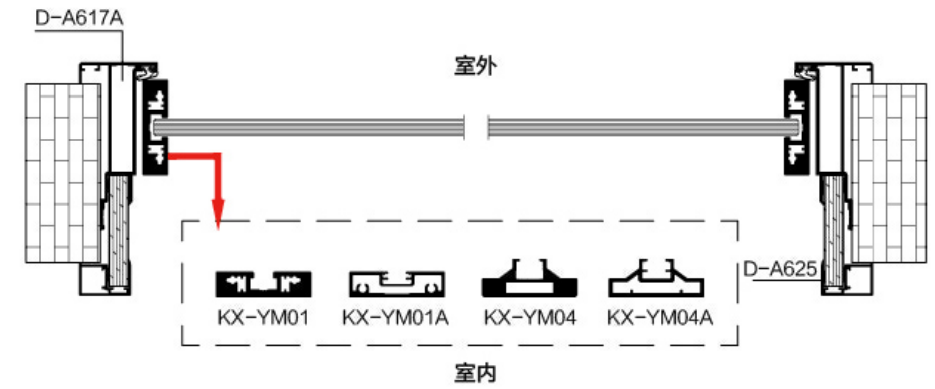 D-A617A
室外
D-A625
KX-YM01
KX-YM01A
KX-YM04
KX-YM04A
室内